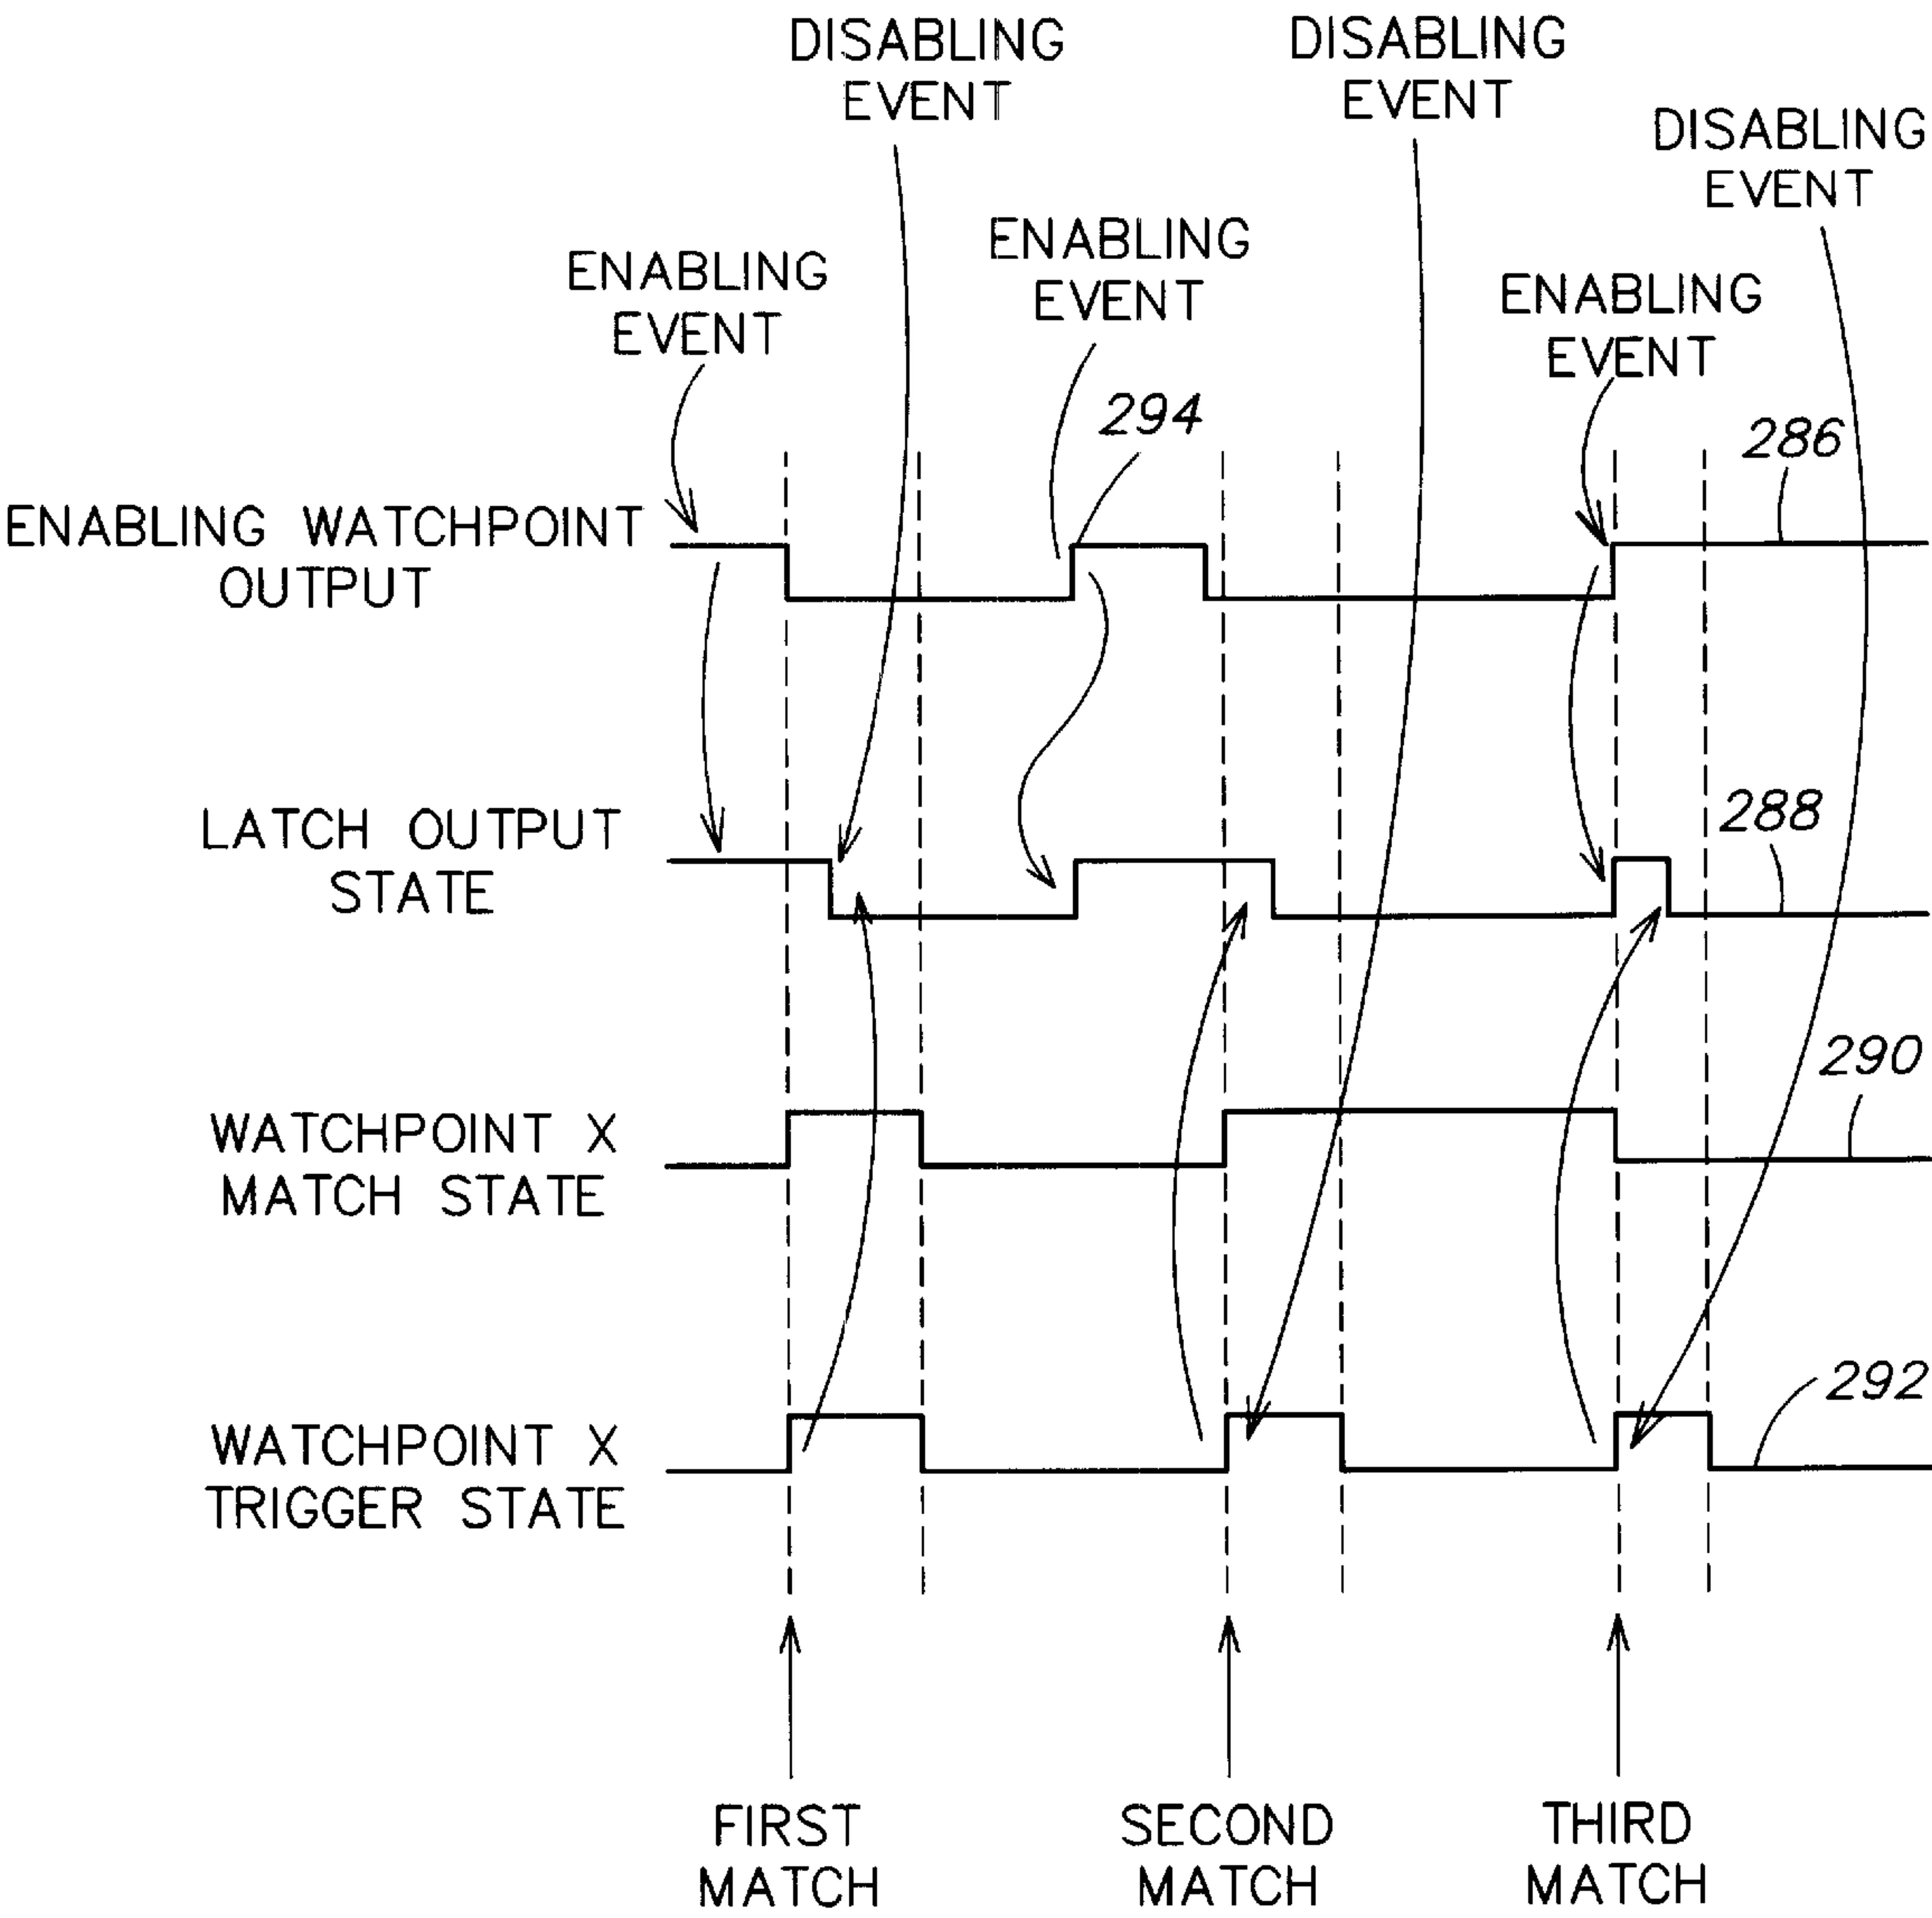 DISABLING
EVENT
DISABLING
EVENT
DISABLING
EVENT
ENABLING
EVENT
ENABLING
EVENT
ENABLING
EVENT
294
286
ENABLING WATCHPOINT
OUTPUT
288
LATCH OUTPUT
STATE
290
WATCHPOINT X
MATCH STATE
292
WATCHPOINT X
TRIGGER STATE
FIRST
MATCH
SECOND
MATCH
THIRD
MATCH